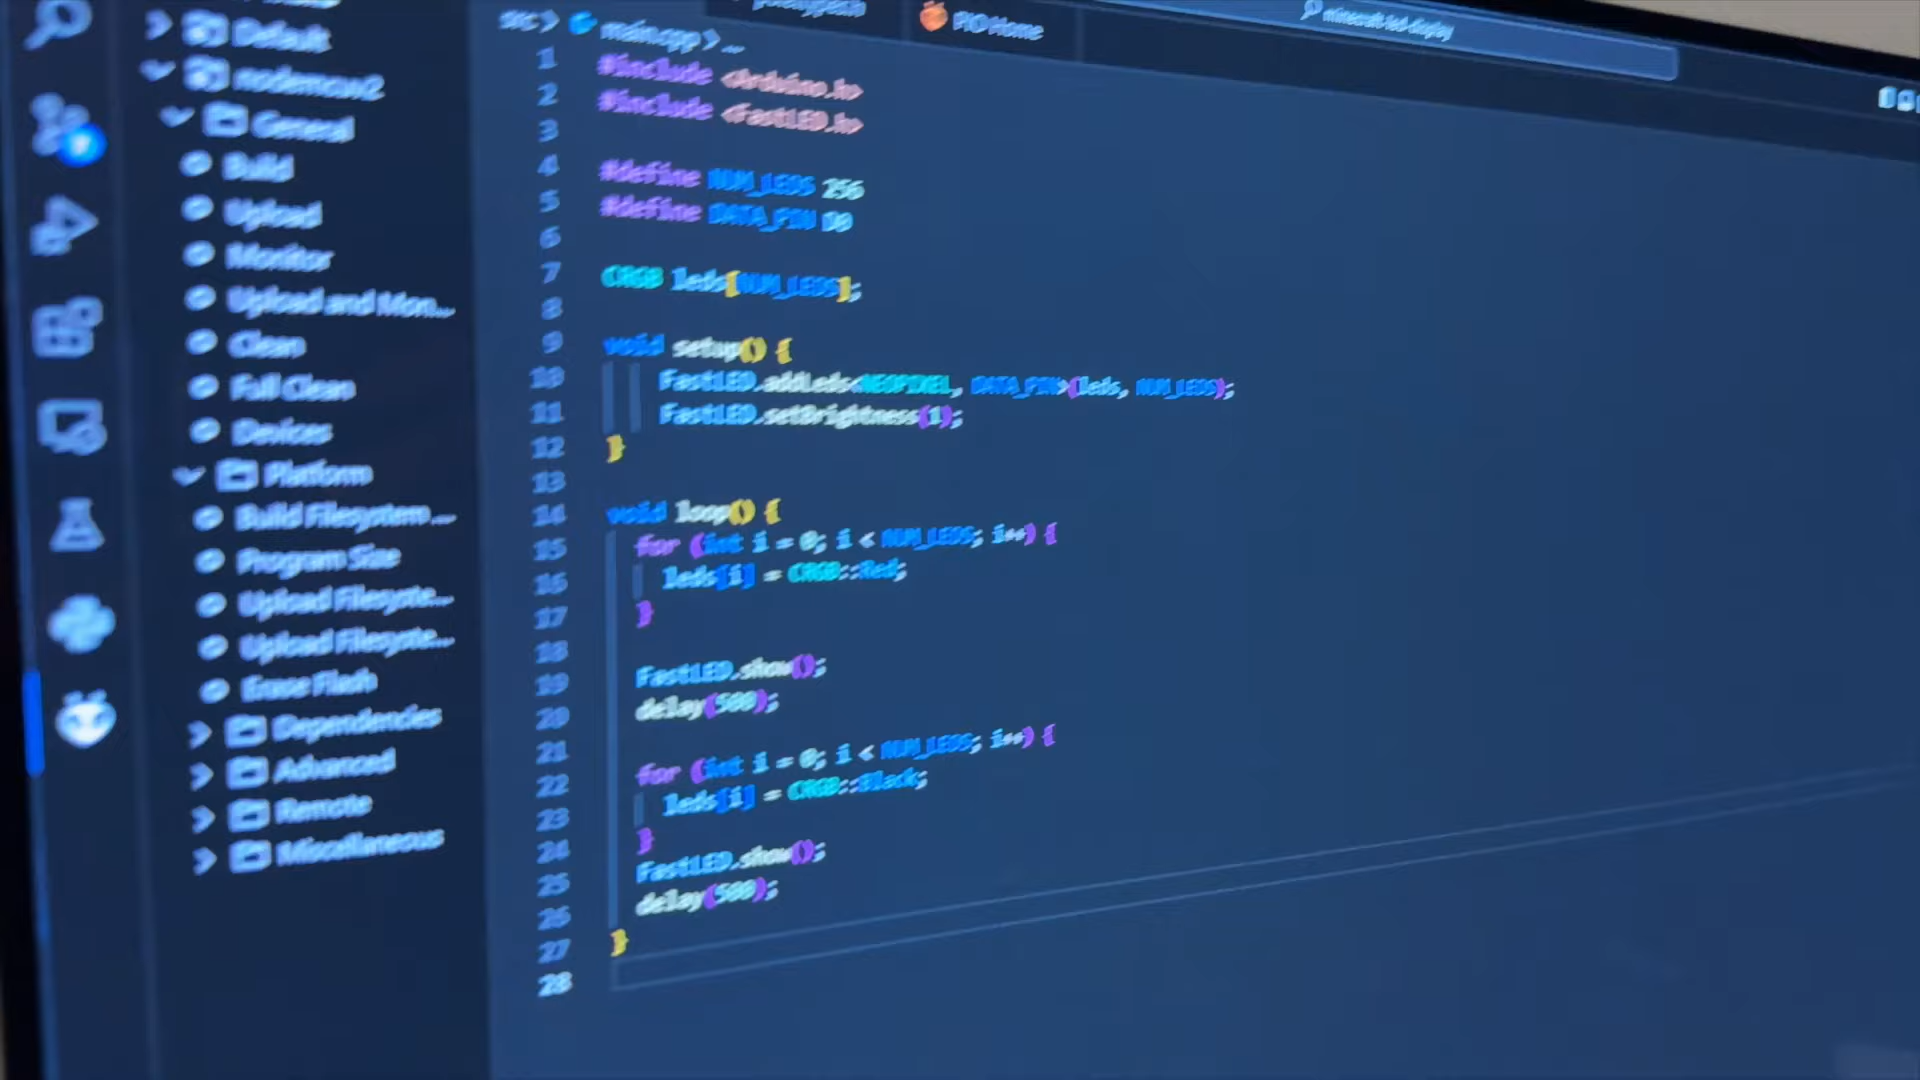 Default
nodemcuv2
General
Build
Upload
Monitor
Upload and Mon...
Clean
Full Clean
Devices
Platform
Build Filesystem ...
Program Size
Upload Filesyste...
Upload Filesyste...
Erase Flash
Dependencies
Advanced
Remote
Miscellaneous
PIO Home
minecraft-led-display
src > main.cpp > ...
1 #include <Arduino.h>
2 #include <FastLED.h>
3
4 #define NUM_LEDS 256
5 #define DATA_PIN
6
7 CRGB leds[NUM_LEDS];
8
9 void setup() {
10 FastLED.addLeds<NEOPIXEL, DATA_PIN>(leds, NUM_LEDS);
11 FastLED.setBrightness(1);
12 }
13
14 void loop() {
15 for (int i = 0; i < NUM_LEDS; i++) {
16 leds[i] = CRGB::Red;
17 }
18
19 FastLED.show();
20 delay(500);
21
22 for (int i = 0; i < NUM_LEDS; i++) {
23 leds[i] = CRGB::Black;
24 }
25 FastLED.show();
26 delay(500);
27 }
28